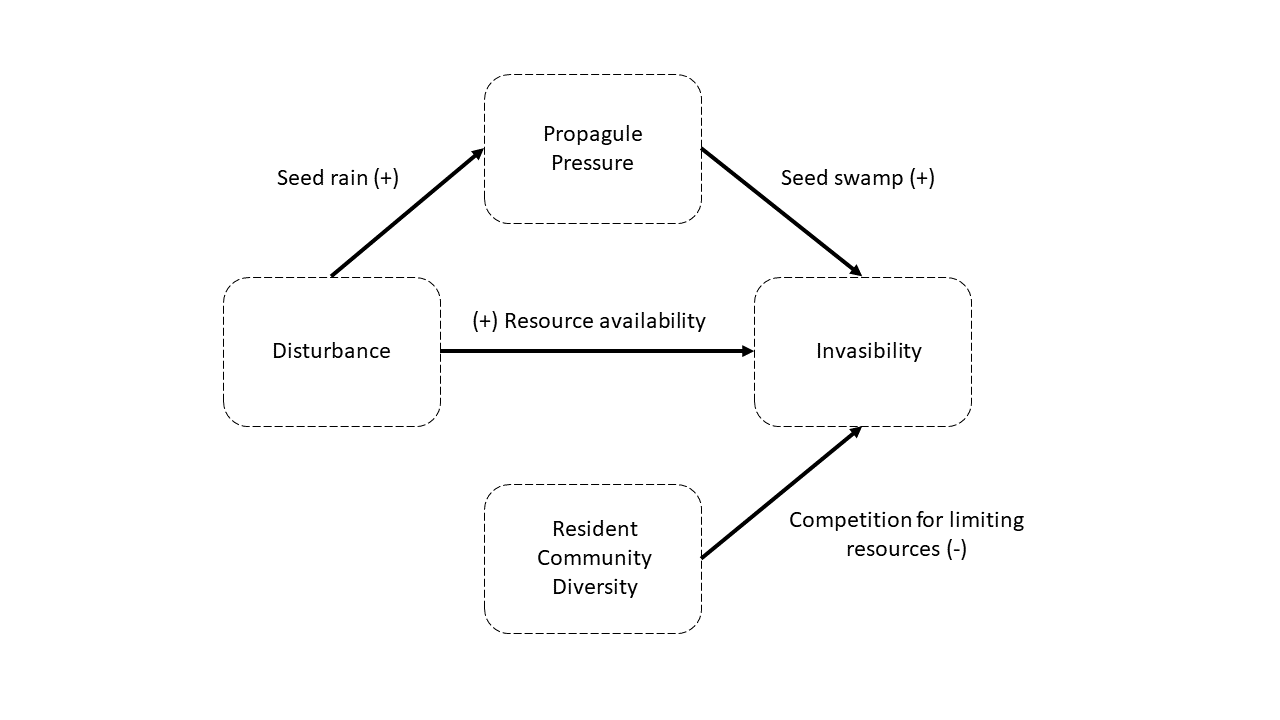 Propagule
Pressure
Seed rain (+)
Seed swamp (+)
(+) Resource availability
Disturbance
Invasibility
Resident
Community
Diversity
Competition for limiting
resources (-)